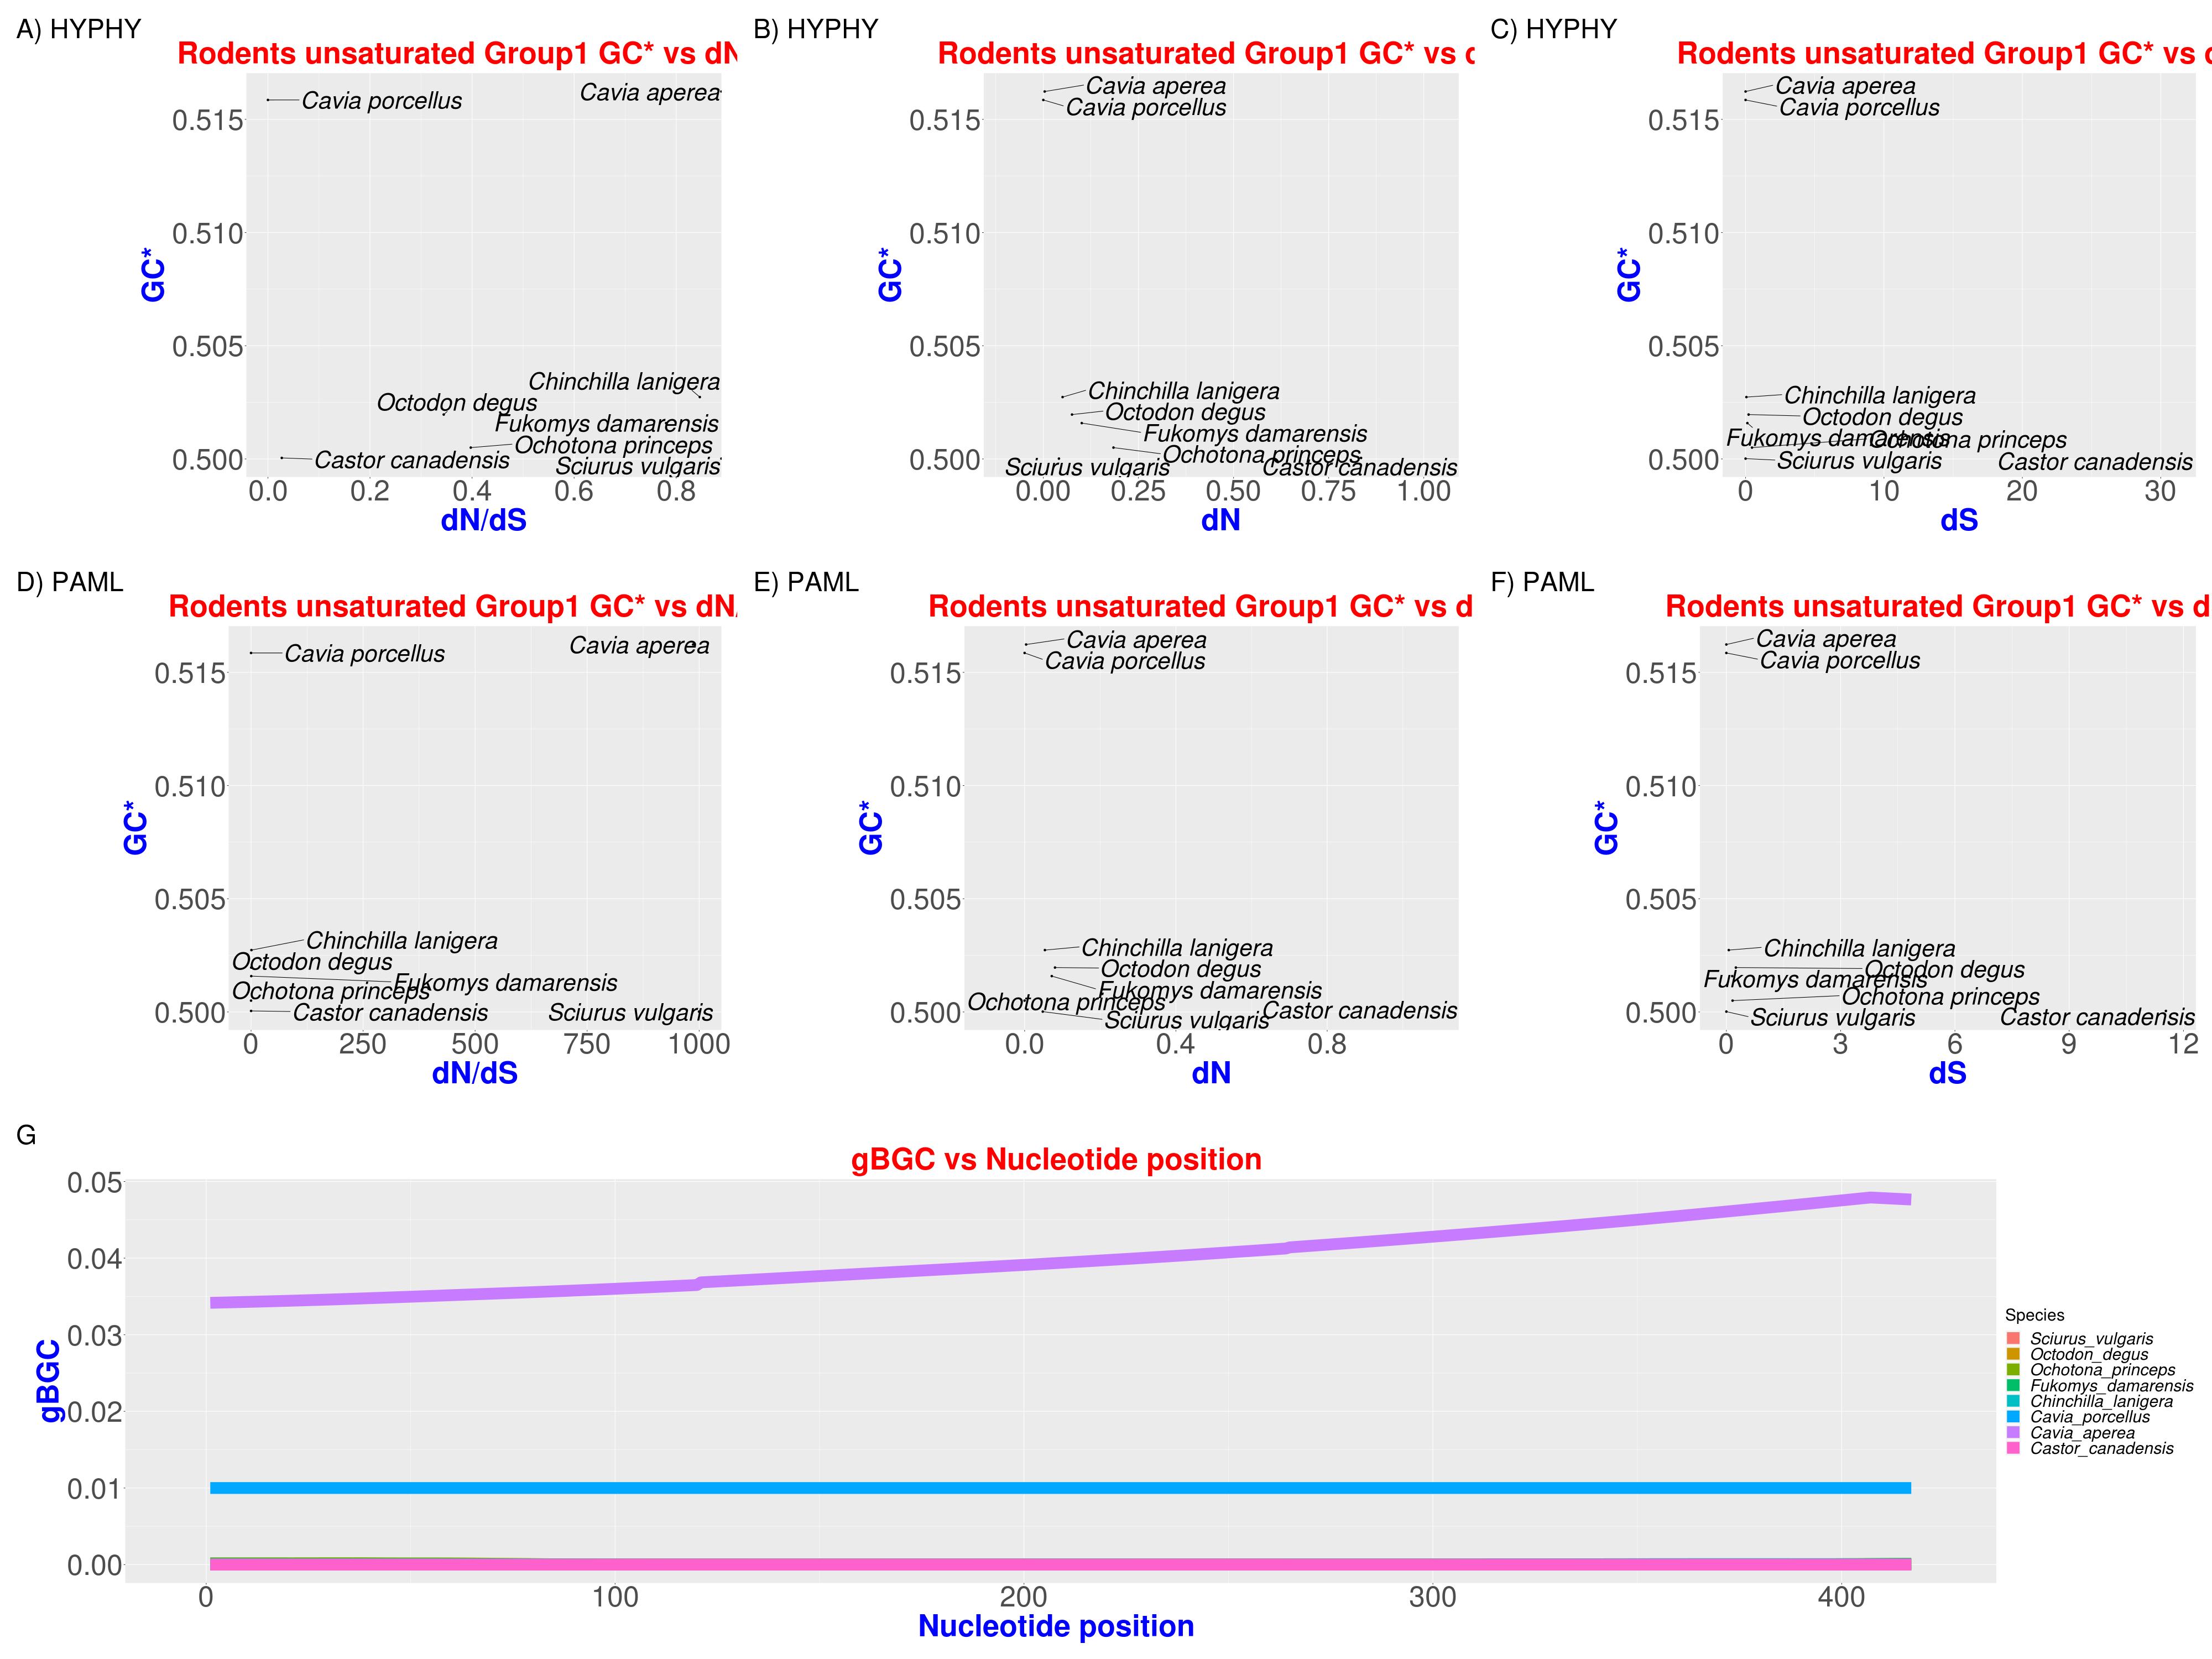 A) HYPHY
Rodents unsaturated Group1 GC* vs dN
Cavia porcellus
Cavia aperea
0.515
0.510
0.505
0.500
GC*
Chinchilla lanigera
Octodon degus
Fukomys damarensis
Ochotona princeps
Castor canadensis
Sciurus vulgaris
0.0 0.2 0.4 0.6 0.8
dN/dS
B) HYPHY
Rodents unsaturated Group1 GC* vs
Cavia aperea
Cavia porcellus
0.515
0.510
0.505
0.500
GC*
Chinchilla lanigera
Octodon degus
Fukomys damarensis
Ochotona princeps
Sciurus vulgaris
Castor canadensis
0.00 0.25 0.50 0.75 1.00
dN
C) HYPHY
Rodents unsaturated Group1 GC* vs
Cavia aperea
Cavia porcellus
0.515
0.510
0.505
0.500
GC*
Chinchilla lanigera
Octodon degus
Fukomys damarensis
Ochotona princeps
Sciurus vulgaris
Castor canadensis
0 10 20 30
dS
D) PAML
Rodents unsaturated Group1 GC* vs dN/
Cavia porcellus
Cavia aperea
0.515
0.510
0.505
0.500
GC*
Chinchilla lanigera
Octodon degus
Fukomys damarensis
Ochotona princeps
Castor canadensis
Sciurus vulgaris
0 250 500 750 1000
dN/dS
E) PAML
Rodents unsaturated Group1 GC* vs d
Cavia aperea
Cavia porcellus
0.515
0.510
0.505
0.500
GC*
Chinchilla lanigera
Octodon degus
Fukomys damarensis
Ochotona princeps
Castor canadensis
Sciurus vulgaris
0.0 0.4 0.8
dN
F) PAML
Rodents unsaturated Group1 GC* vs d
Cavia aperea
Cavia porcellus
0.515
0.510
0.505
0.500
GC*
Chinchilla lanigera
Octodon degus
Fukomys damarensis
Ochotona princeps
Sciurus vulgaris
Castor canadensis
0 3 6 9 12
dS
G
gBGC vs Nucleotide position
0.05
0.04
0.03
0.02
0.01
0.00
gBGC
0 100 200 300 400
Nucleotide position
Species
Sciurus_vulgaris
Octodon_degus
Ochotona_princeps
Fukomys_damarensis
Chinchilla_lanigera
Cavia_porcellus
Cavia_aperea
Castor_canadensis